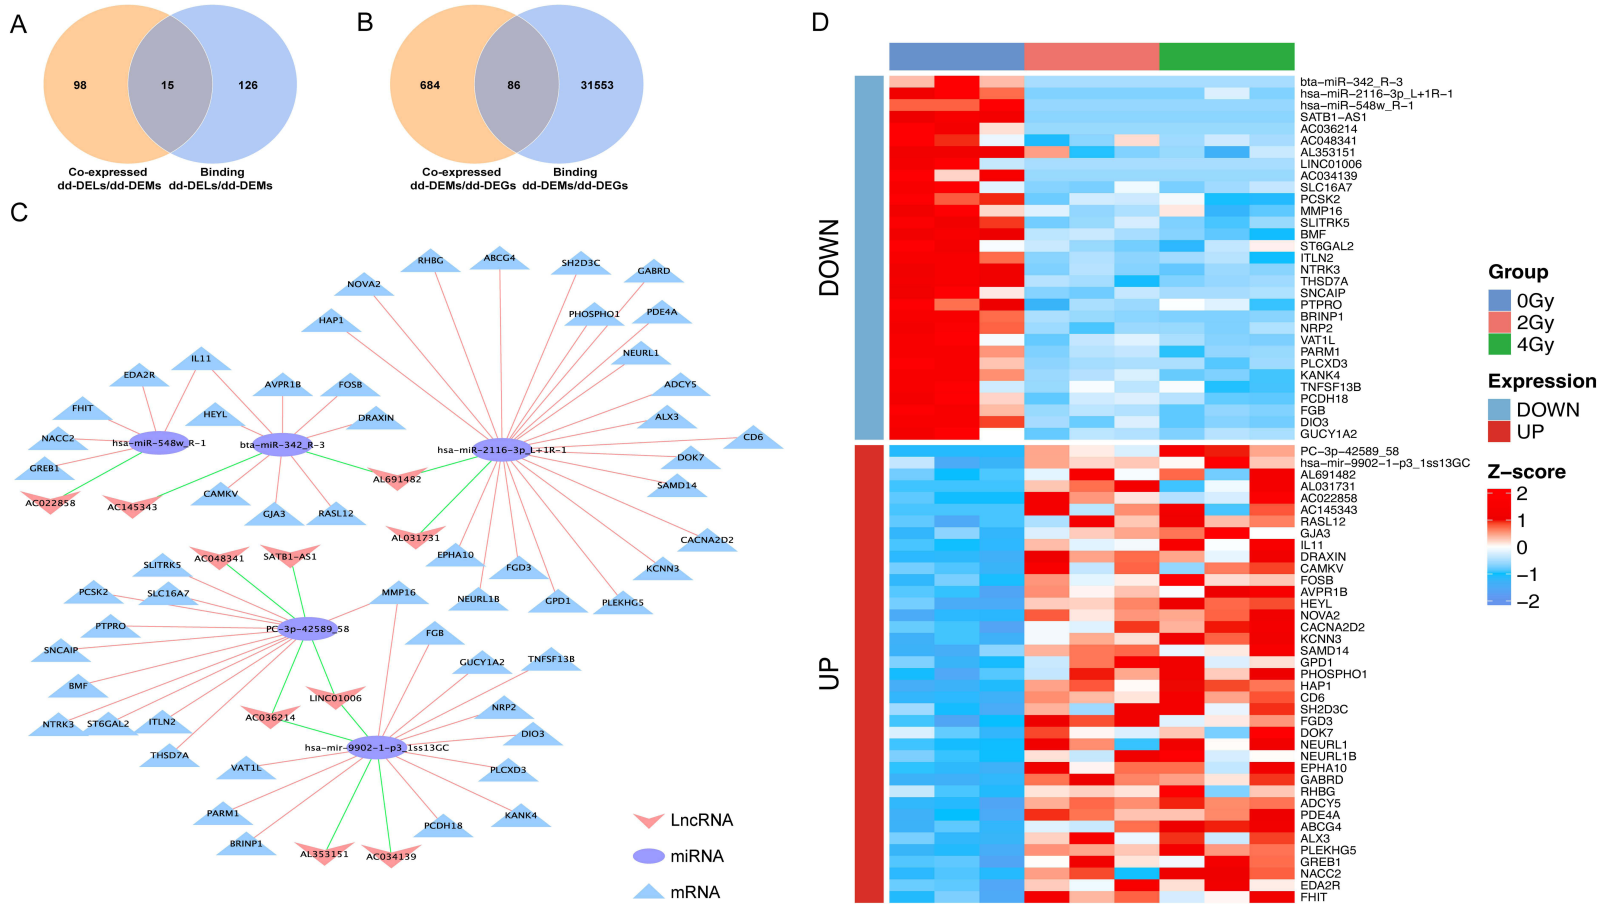 A
98
15
126
Co-expressed
dd-DELs/dd-DEMs
Binding
dd-DELs/dd-DEMs
B
684
86
31553
Co-expressed
dd-DEMs/dd-DEGs
Binding
dd-DEMs/dd-DEGs
C
RHBG
ABCG4
SH2D3C
GABRD
NOVA2
PHOSPHO1
PDE4A
HAP1
NEURL1
IL11
EDA2R
AVPR1B
FOSB
ADCY5
FHIT
HEYL
DRAXIN
ALX3
NACC2
hsa-miR-548w_R-1
bta-miR-342_R-3
hsa-miR-2116-3p_L+1R-1
CD6
GREB1
DOK7
AL691482
SAMD14
AC022858
AC145343
CAMKV
GJA3
RASL12
AL031731
CACNA2D2
EPHA10
FGD3
KCNN3
NEURL1B
GPD1
PLEKHG5
AC048341
SATB1-AS1
SLITRK5
PCSK2
SLC16A7
MMP16
PTPRO
PC-3p-42589_58
FGB
SNCAIP
GUCY1A2
TNFSF13B
BMF
LINC01006
NRP2
NTRK3
ST6GAL2
ITLN2
AC036214
DIO3
THSD7A
hsa-mir-9902-1-p3_1ss13GC
VAT1L
PLCXD3
PARM1
PCDH18
KANK4
BRINP1
AL353151
AC034139
LncRNA
miRNA
mRNA
D
DOWN
bta-miR-342_R-3
hsa-miR-2116-3p_L+1R-1
hsa-miR-548w_R-1
SATB1-AS1
AC036214
AC048341
AL353151
LINC01006
AC034139
SLC16A7
PCSK2
MMP16
SLITRK5
BMF
ST6GAL2
ITLN2
NTRK3
THSD7A
SNCAIP
PTPRO
BRINP1
NRP2
VAT1L
PARM1
PLCXD3
KANK4
TNFSF13B
PCDH18
FGB
DIO3
GUCY1A2
UP
PC-3p-42589_58
hsa-mir-9902-1-p3_1ss13GC
AL691482
AL031731
AC022858
AC145343
RASL12
GJA3
IL11
DRAXIN
CAMKV
FOSB
AVPR1B
HEYL
NOVA2
CACNA2D2
KCNN3
SAMD14
GPD1
PHOSPHO1
HAP1
CD6
SH2D3C
FGD3
DOK7
NEURL1
NEURL1B
EPHA10
GABRD
RHBG
ADCY5
PDE4A
ABCG4
ALX3
PLEKHG5
GREB1
NACC2
EDA2R
FHIT
Group
0Gy
2Gy
4Gy
Expression
DOWN
UP
Z-score
2
1
0
−1
−2